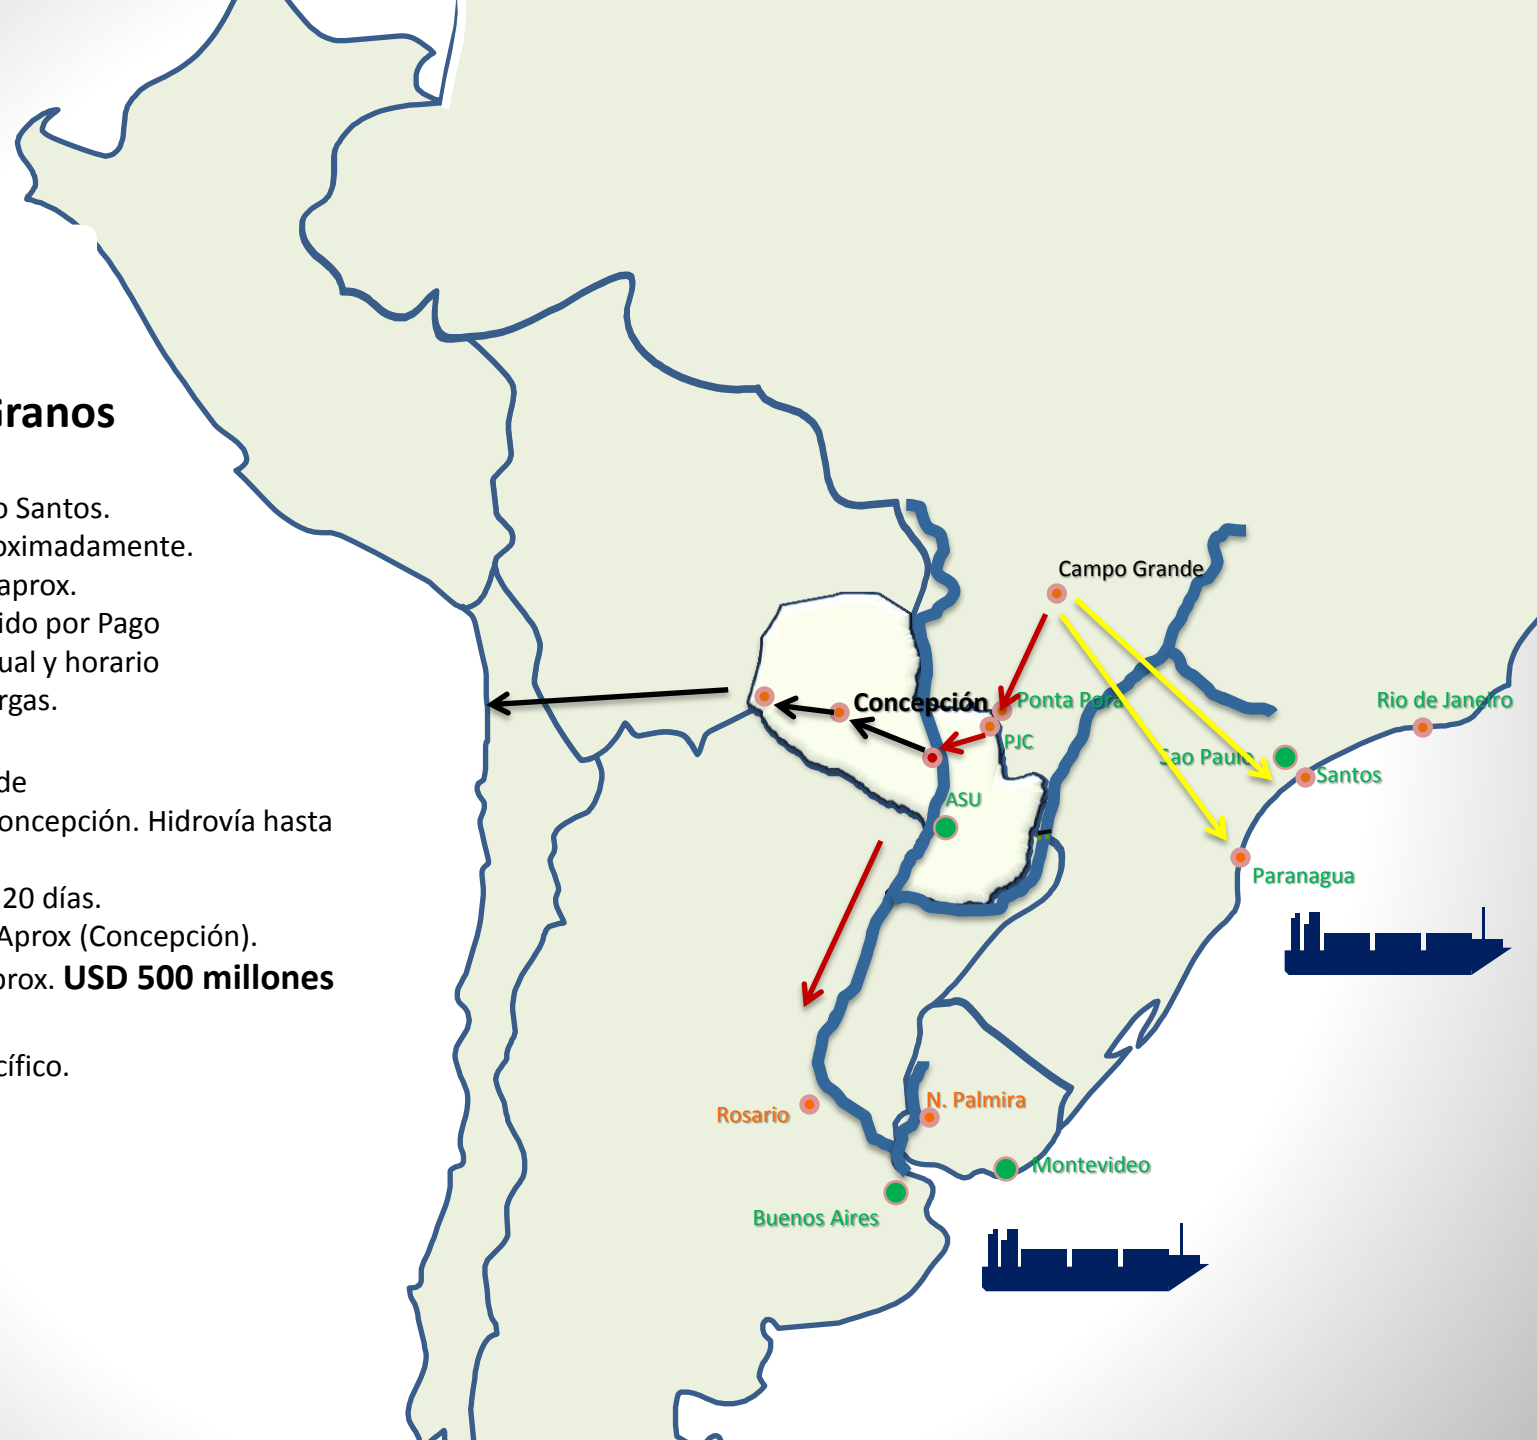 Granos
o Santos.
oximadamente.
aprox.
ido por Pago
ual y horario
rgas.
de
oncepción. Hidrovía hasta
20 días.
Aprox (Concepción).
prox. USD 500 millones
cífico.
Campo Grande
Concepción
Ponta Pora
PJC
Rio de Janeiro
Sao Paulo
Santos
ASU
Paranagua
Rosario
N. Palmira
Montevideo
Buenos Aires